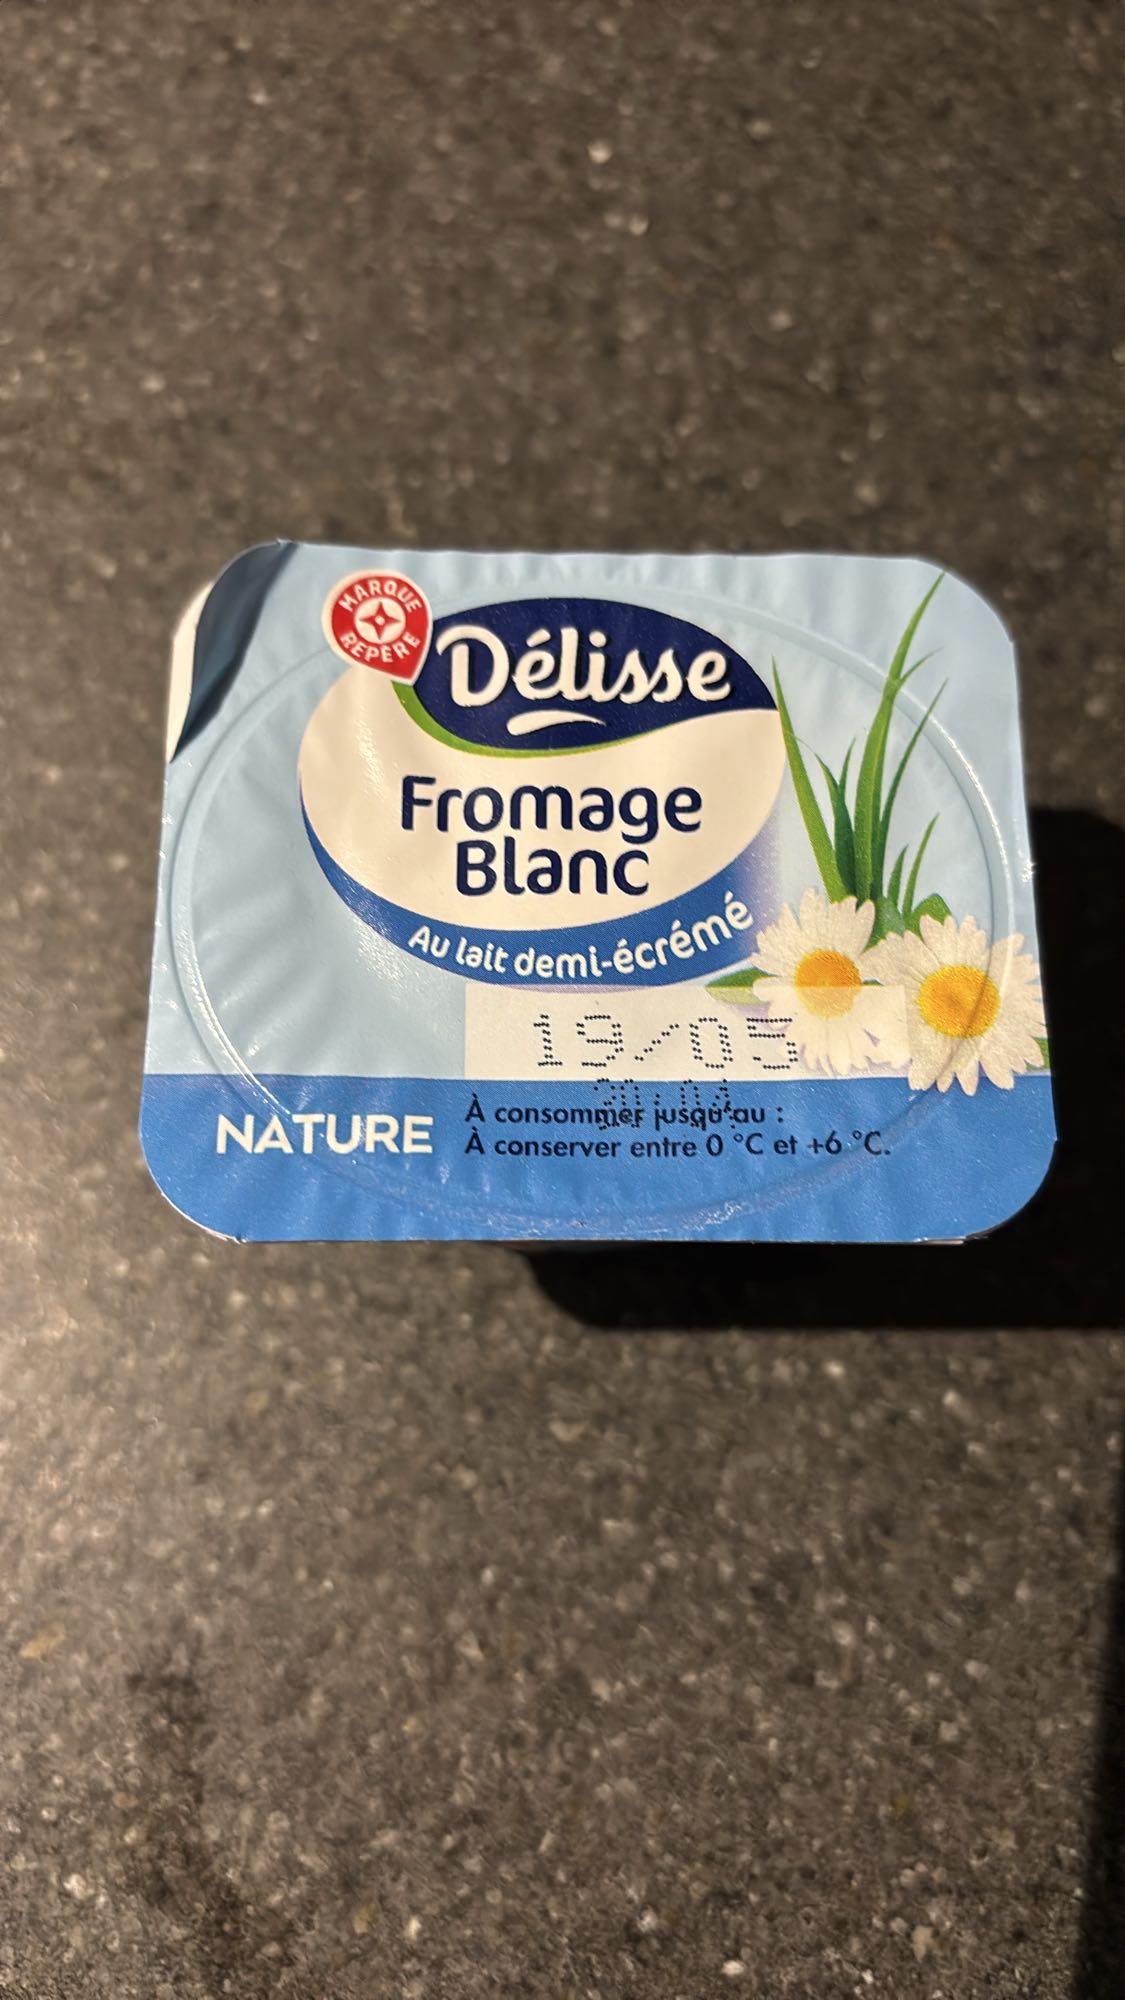 MARQUE
REPÈRE
Délisse
Fromage
Blanc
Au lait demi-écrémé
19/05
NATURE
À consommer jusqu'au :
À conserver entre 0 °C et +6 °C.